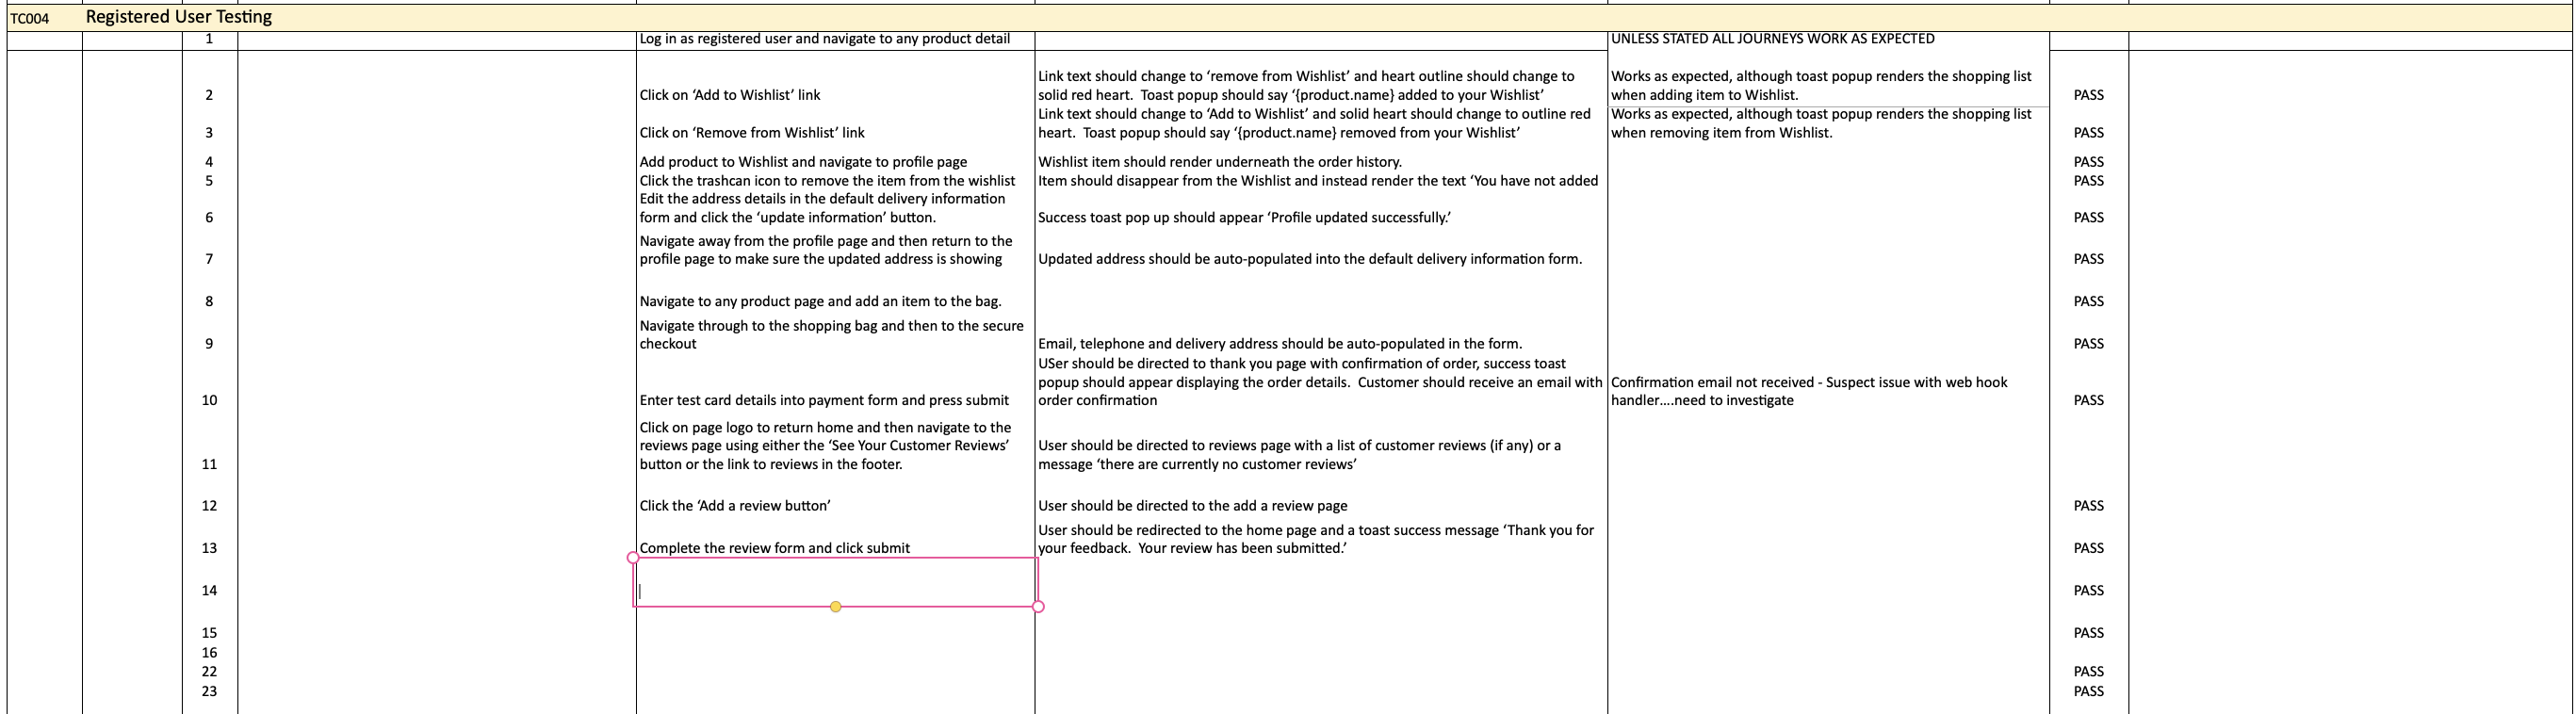 TC004 Registered User Testing
1 Log in as registered user and navigate to any product detail UNLESS STATED ALL JOURNEYS WORK AS EXPECTED
Link text should change to ‘remove from Wishlist’ and heart outline should change to
solid red heart.  Toast popup should say ‘{product.name} added to your Wishlist’
Works as expected, although toast popup renders the shopping list
when adding item to Wishlist.
2 Click on ‘Add to Wishlist’ link PASS
Link text should change to ‘Add to Wishlist’ and solid heart should change to outline red
heart.  Toast popup should say ‘{product.name} removed from your Wishlist’
Works as expected, although toast popup renders the shopping list
when removing item from Wishlist.
3 Click on ‘Remove from Wishlist’ link PASS
4 Add product to Wishlist and navigate to profile page Wishlist item should render underneath the order history. PASS
5 Click the trashcan icon to remove the item from the wishlist Item should disappear from the Wishlist and instead render the text ‘You have not added PASS
Edit the address details in the default delivery information
6 form and click the ‘update information’ button. Success toast pop up should appear ‘Profile updated successfully.’ PASS
Navigate away from the profile page and then return to the
7 profile page to make sure the updated address is showing Updated address should be auto-populated into the default delivery information form. PASS
8 Navigate to any product page and add an item to the bag. PASS
Navigate through to the shopping bag and then to the secure
9 checkout Email, telephone and delivery address should be auto-populated in the form. PASS
USer should be directed to thank you page with confirmation of order, success toast
popup should appear displaying the order details.  Customer should receive an email with
order confirmation
Confirmation email not received - Suspect issue with web hook
handler....need to investigate
10 Enter test card details into payment form and press submit PASS
Click on page logo to return home and then navigate to the
reviews page using either the ‘See Your Customer Reviews’
button or the link to reviews in the footer.
User should be directed to reviews page with a list of customer reviews (if any) or a
message ‘there are currently no customer reviews’
11
12 Click the ‘Add a review button’ User should be directed to the add a review page PASS
User should be redirected to the home page and a toast success message ‘Thank you for
your feedback.  Your review has been submitted.’
13 Complete the review form and click submit PASS
14 PASS
15 PASS
16
22 PASS
23 PASS